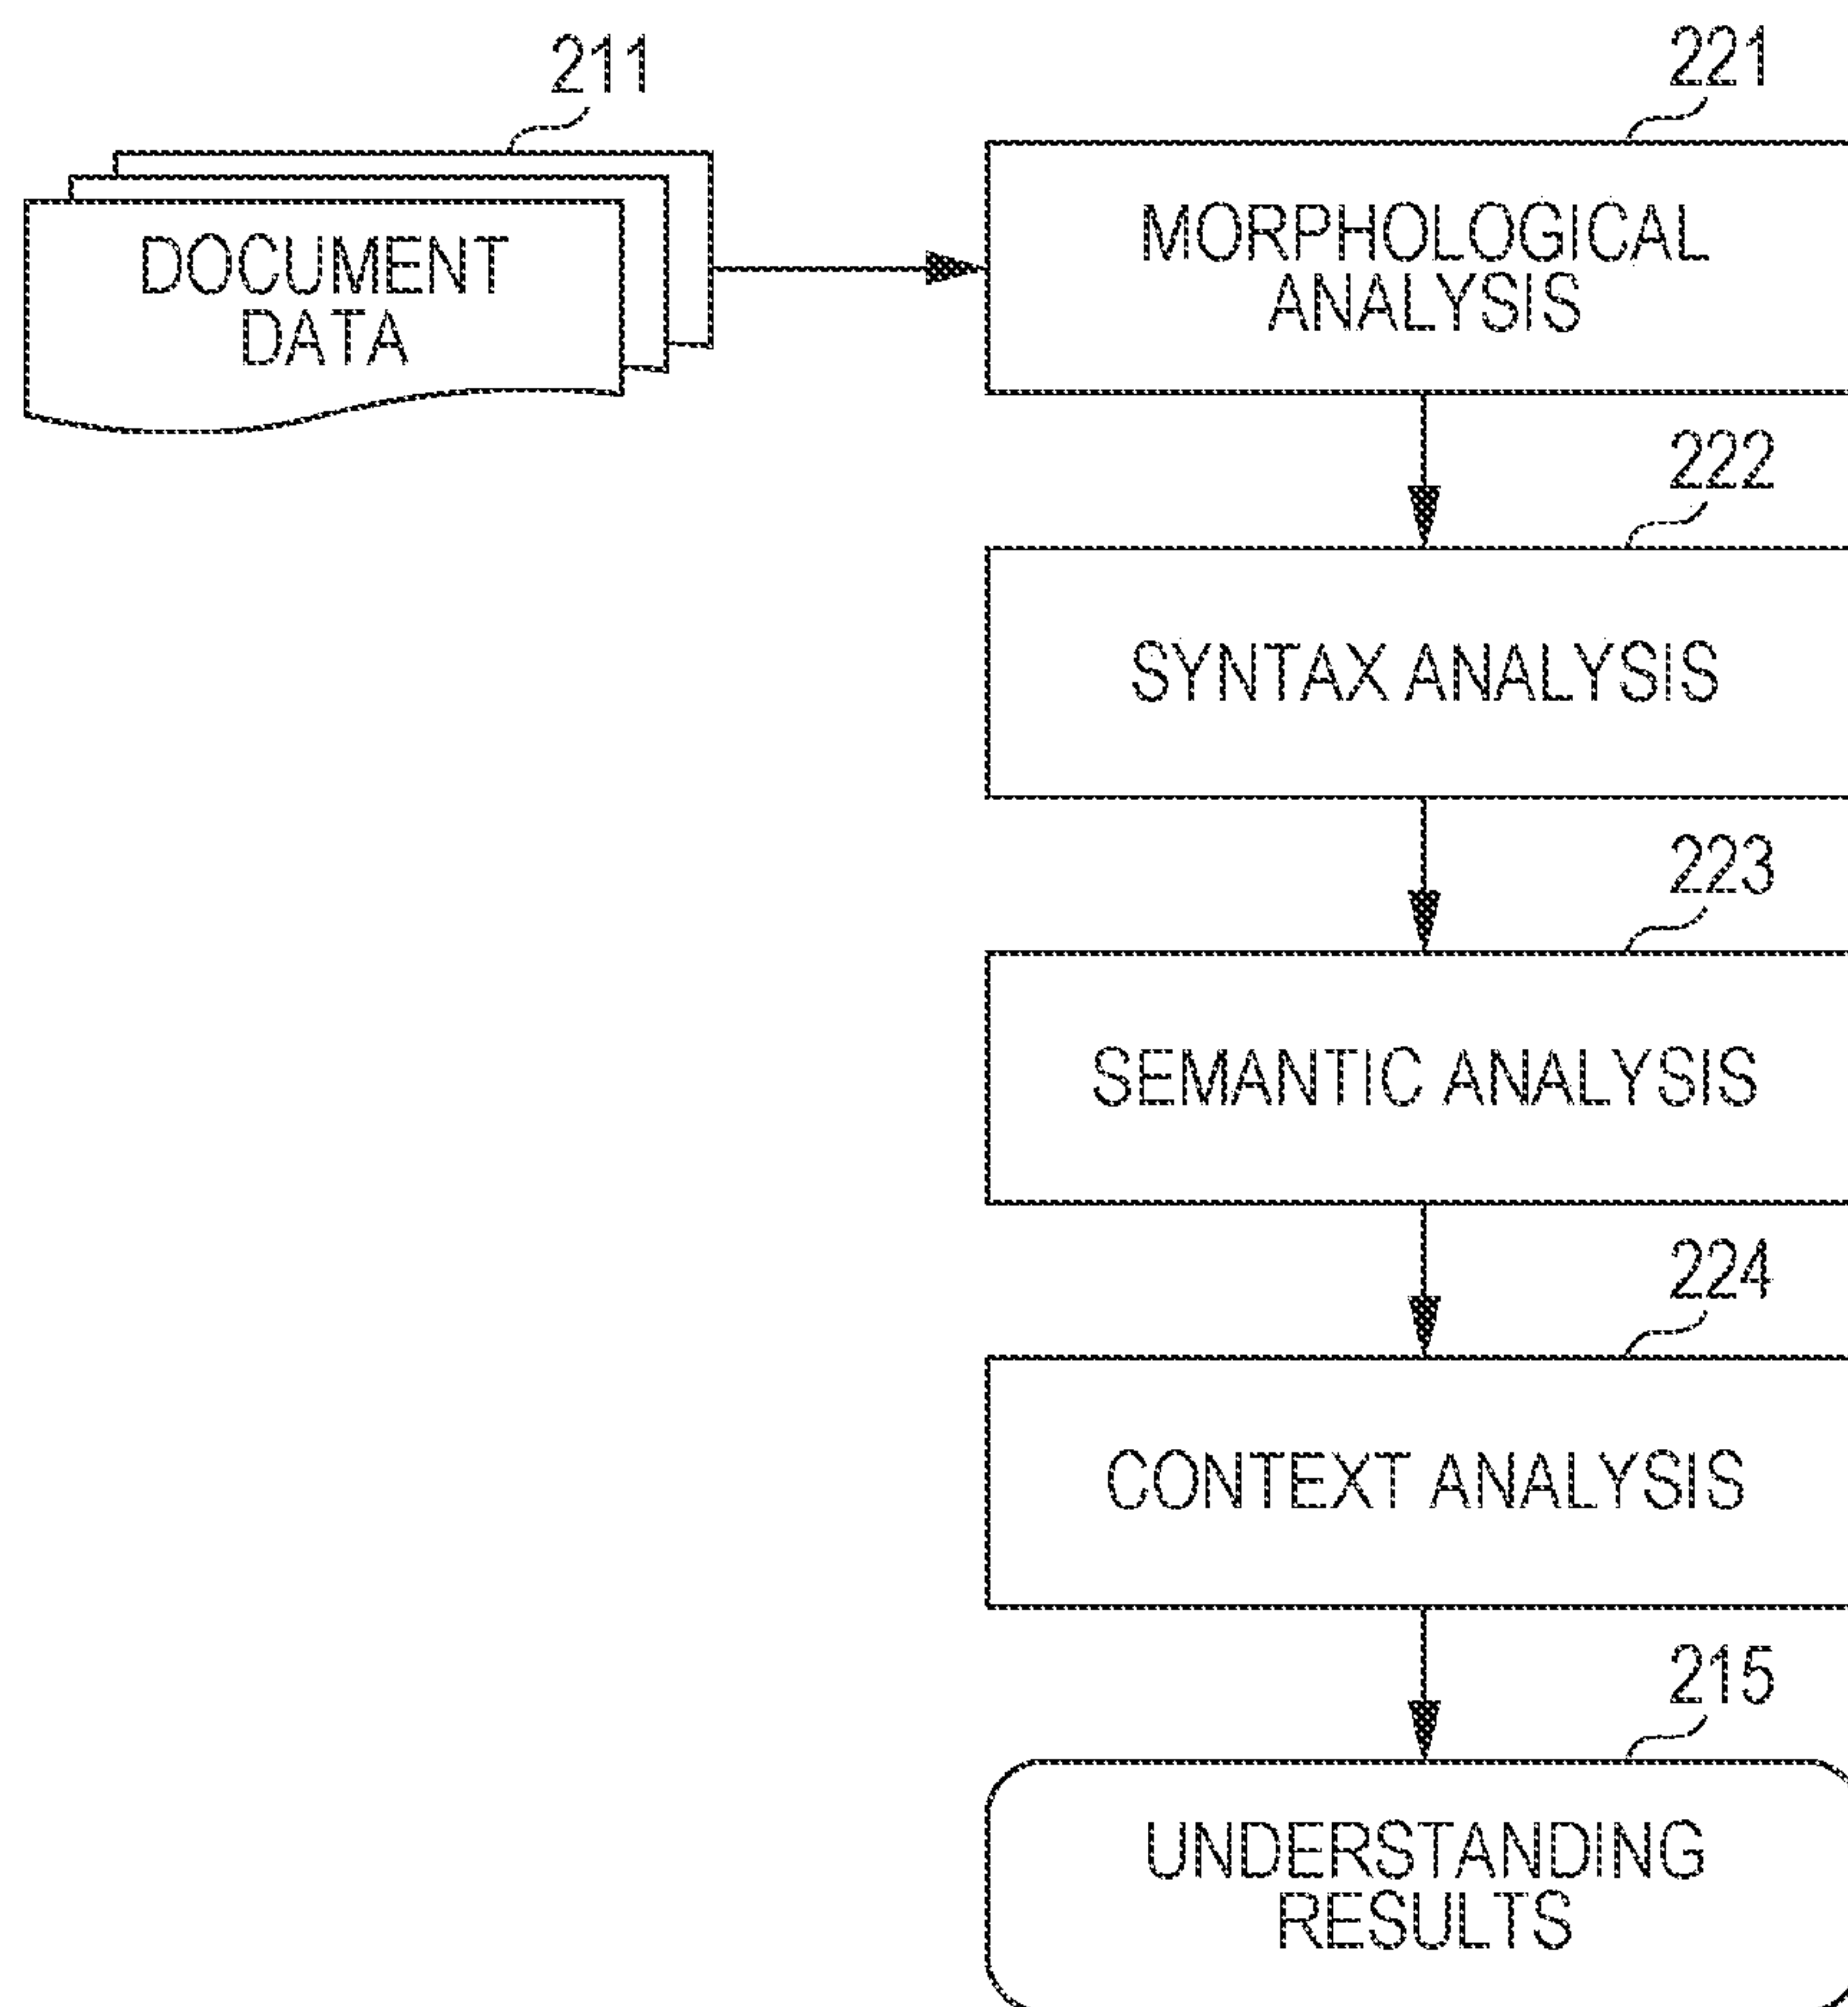 211
DOCUMENT
DATA
221
MORPHOLOGICAL
ANALYSIS
222
SYNTAX ANALYSIS
223
SEMANTIC ANALYSIS
224
CONTEXT ANALYSIS
215
UNDERSTANDING
RESULTS